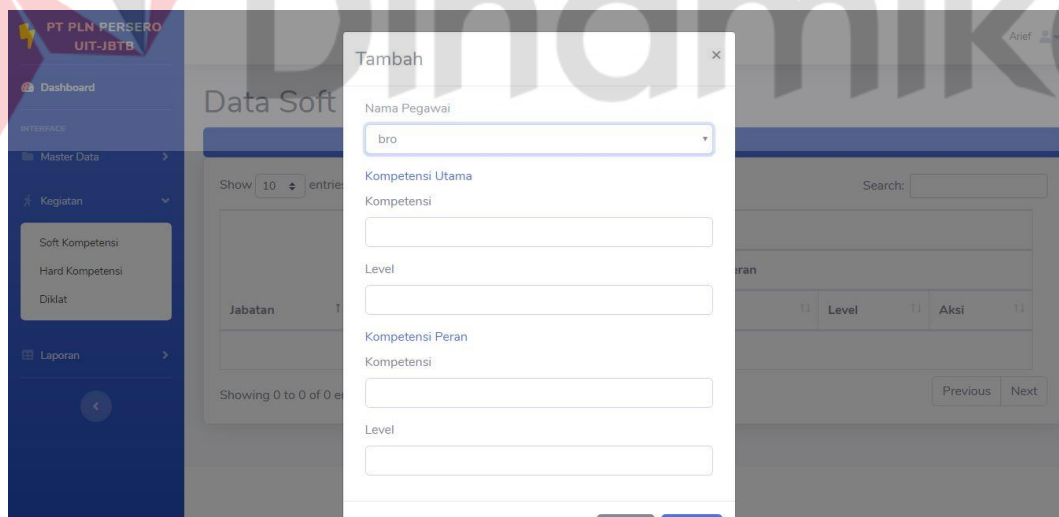 Dinamika
PT PLN PERSERO
UIT-JBTB
Arief
Dashboard
INTERFACE
Master Data
Kegiatan
Soft Kompetensi
Hard Kompetensi
Diklat
Laporan
Data Soft
Show 10 entries
Search:
Jabatan
Level
Aksi
Showing 0 to 0 of 0
Previous
Next
Tambah
×
Nama Pegawai
bro
Kompetensi Utama
Kompetensi
Level
Kompetensi Peran
Kompetensi
Level